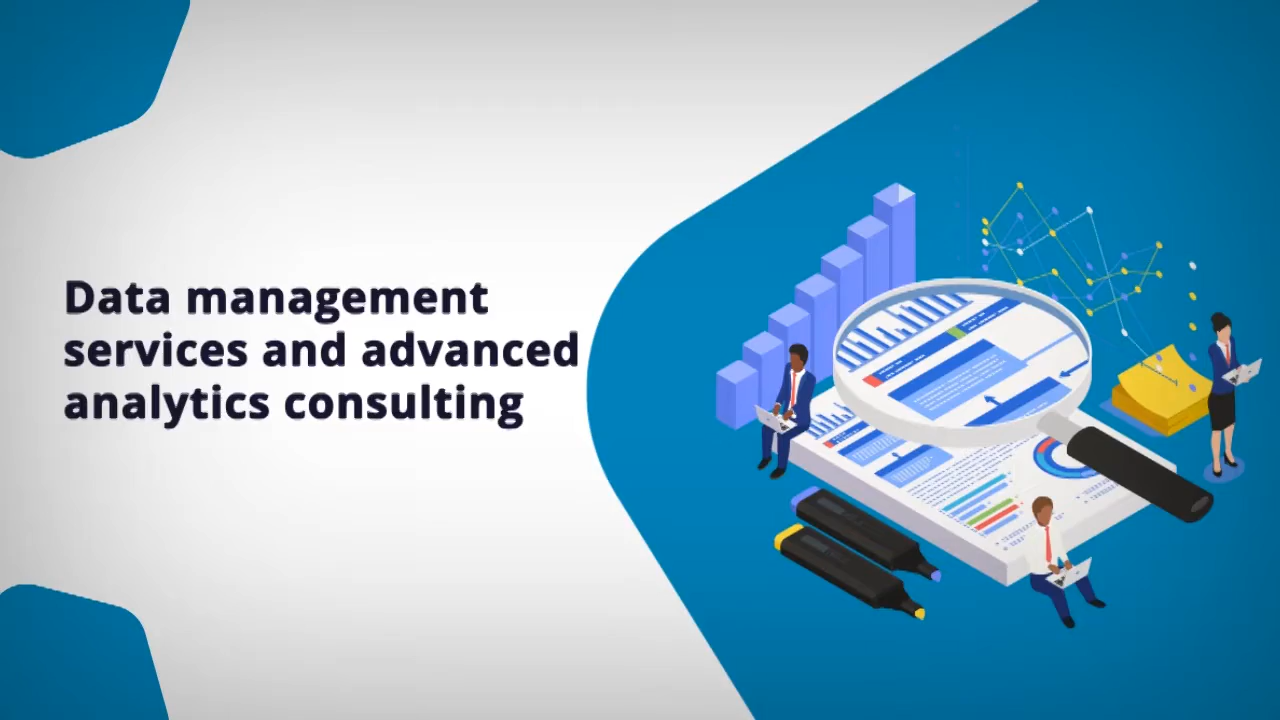 Data management
services and advanced
analytics consulting